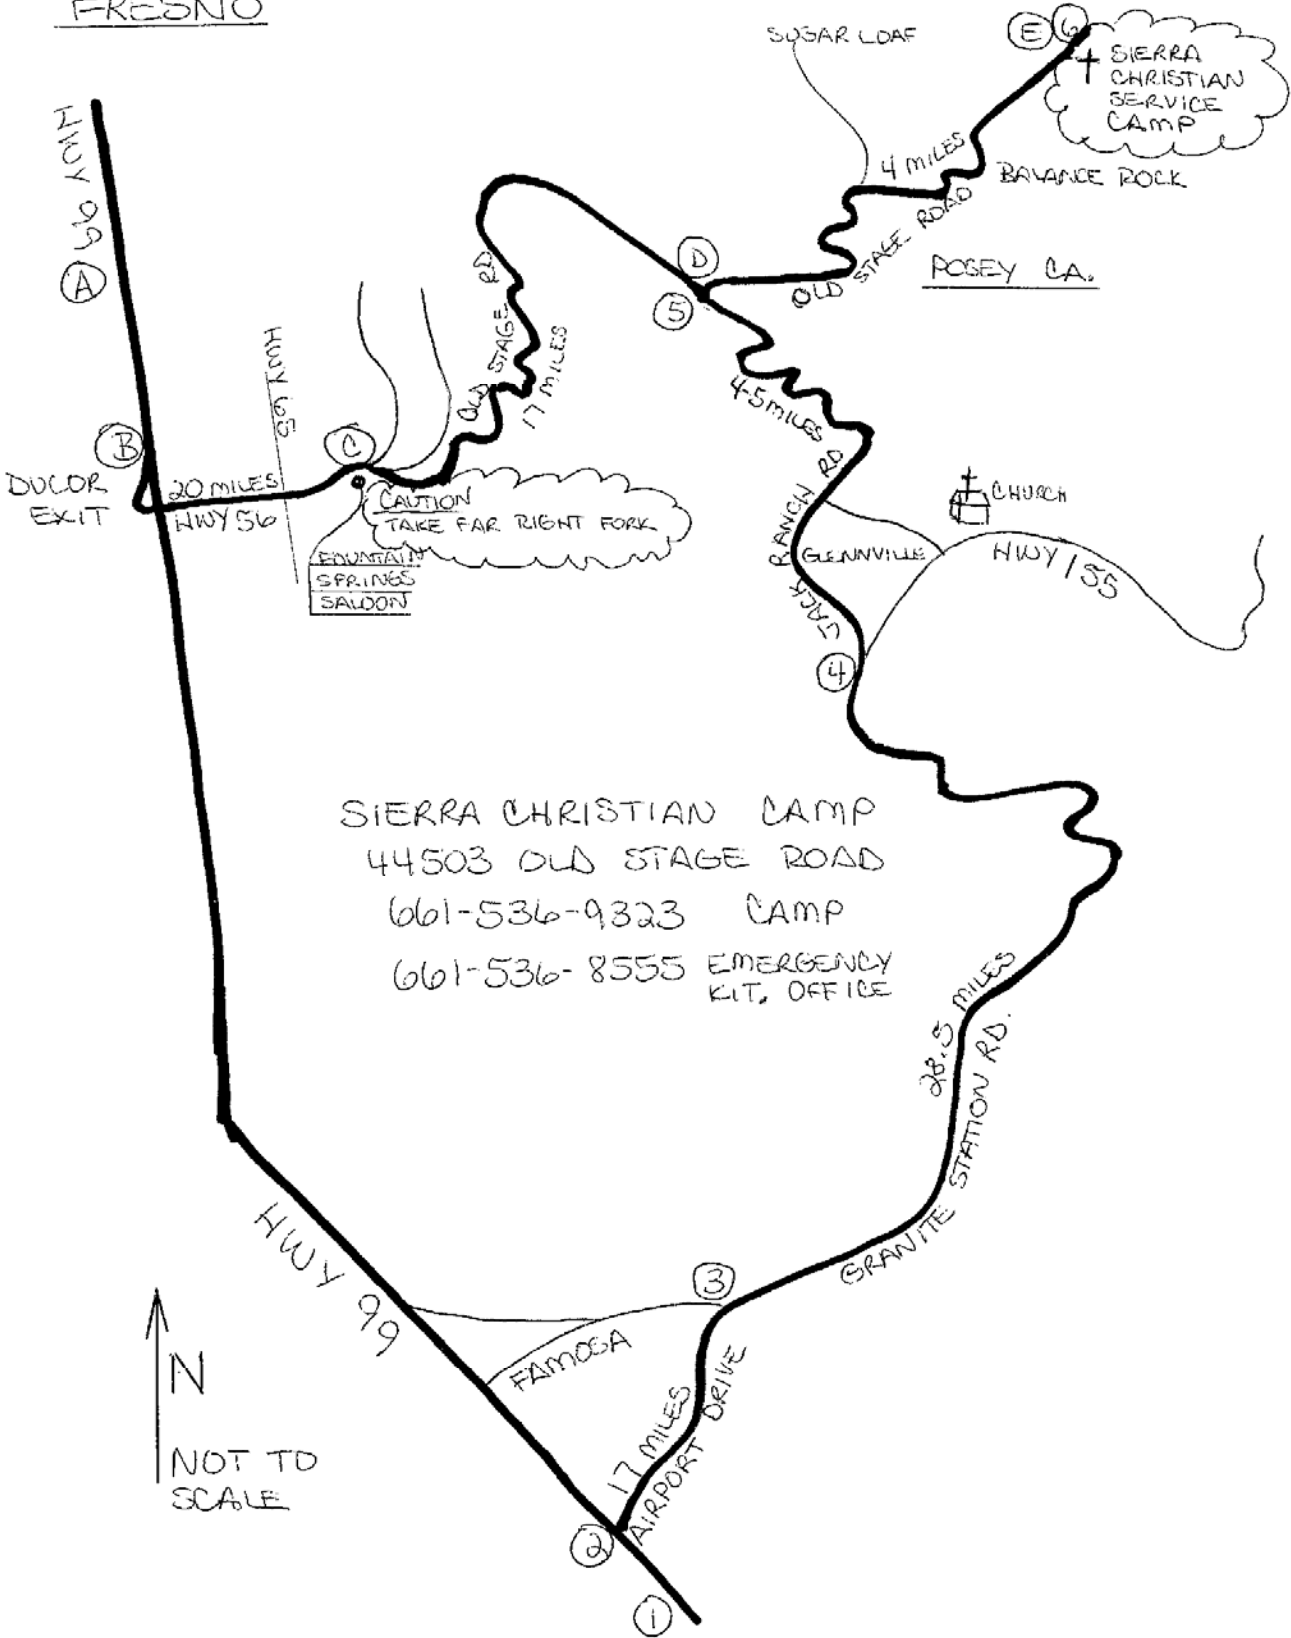 FRESNO
SUGAR LOAF
E 6
SIERRA
CHRISTIAN
SERVICE
CAMP
HWY 99
A
4 MILES
BALANCE ROCK
OLD STAGE ROAD
POSEY CA.
D
5
OLD STAGE RD
17 MILES
HWY 65
4.5 MILES
B
DUCOR
EXIT
20 MILES
HWY 56
C
CAUTION
TAKE FAR RIGHT FORK
FOUNTAIN
SPRINGS
SALOON
JACK RANCH RD
CHURCH
GLENNVILLE
HWY 155
4
SIERRA CHRISTIAN CAMP
44503 OLD STAGE ROAD
661-536-9323 CAMP
661-536-8555 EMERGENCY
KIT. OFFICE
28.5 MILES
GRANITE STATION RD.
HWY 99
3
FAMOSA
17 MILES
AIRPORT DRIVE
N
NOT TO
SCALE
2
1